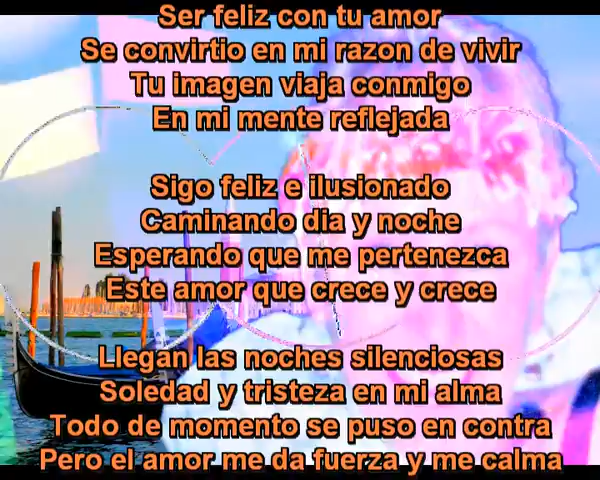 Ser feliz con tu amor
Se convirtio en mi razon de vivir
Tu imagen viaja conmigo
En mi mente reflejada
Sigo feliz e ilusionado
Caminando dia y noche
Esperando que me pertenezca
Este amor que crece y crece
Llegan las noches silenciosas
Soledad y tristeza en mi alma
Todo de momento se puso en contra
Pero el amor me da fuerza y me calma